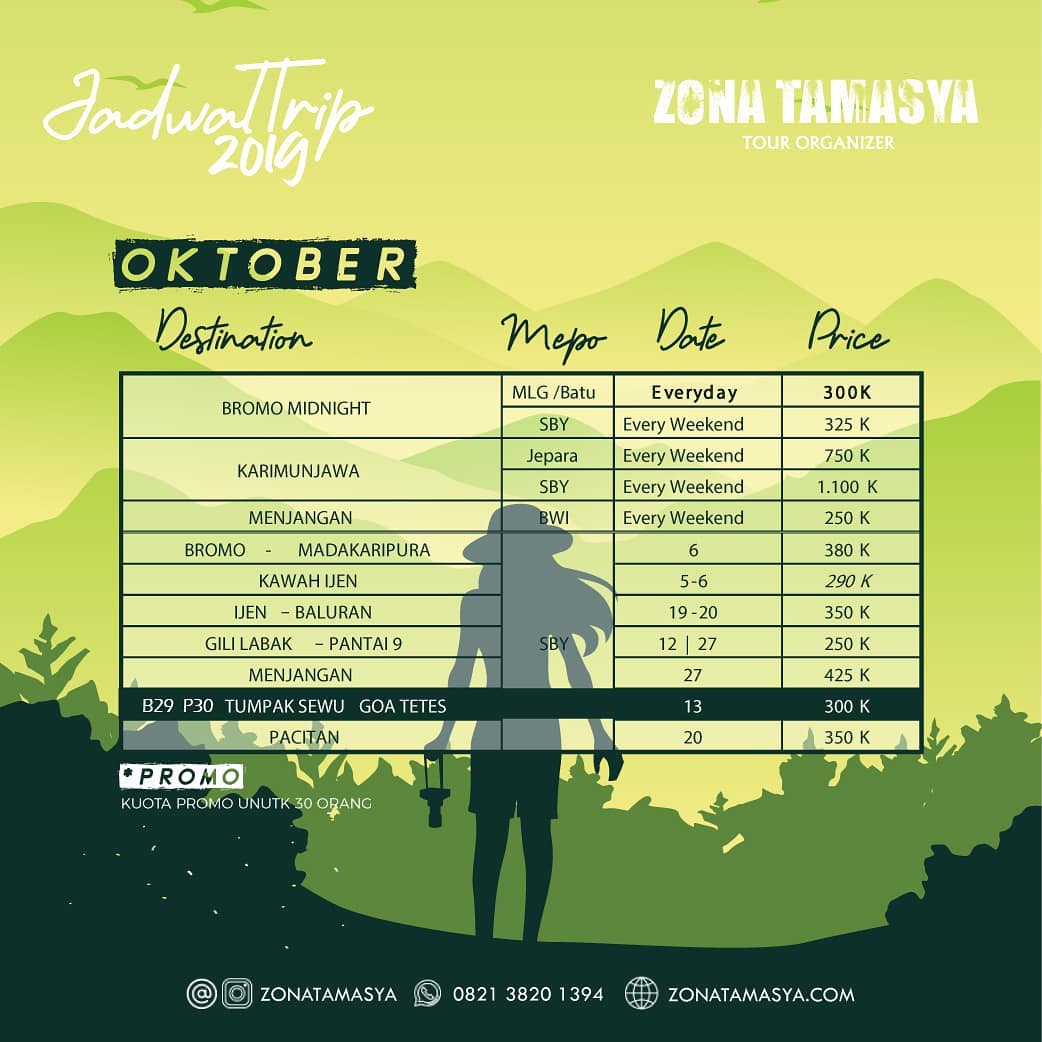 Jadwal Trip
2019
ZONA TAMASYA
TOUR ORGANIZER
OKTOBER
Destination Mepo Date Price
BROMO MIDNIGHT MLG /Batu Everyday 300K
SBY Every Weekend 325 K
KARIMUNJAWA Jepara Every Weekend 750 K
SBY Every Weekend 1.100 K
MENJANGAN BWI Every Weekend 250 K
BROMO - MADAKARIPURA 6 380 K
KAWAH IJEN 5-6 290 K
IJEN – BALURAN 19-20 350 K
GILI LABAK – PANTAI 9 SBY 12 | 27 250 K
MENJANGAN 27 425 K
B29 P30 TUMPAK SEWU GOA TETES 13 300 K
PACITAN 20 350 K
*PROMO
KUOTA PROMO UNUTK 30 ORANG
ZONATAMASYA 0821 3820 1394 ZONATAMASYA.COM